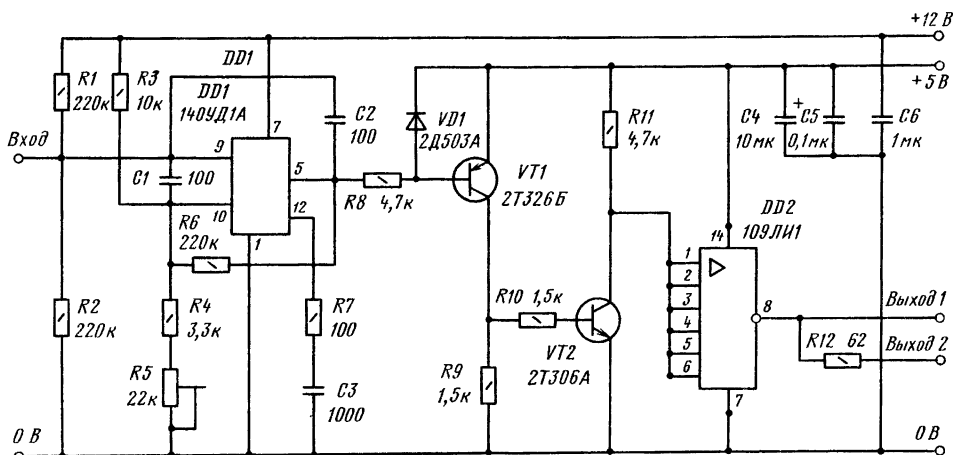 +12 В
+5 В
R1
220к
R3
10к
DD1
DD1
140УД1А
7
C2
100
VD1
2Д503А
R11
4,7к
C4
10мк
+
C5
0,1мк
C6
1мк
Вход
9
C1
100
5
10
12
R8
4,7к
VT1
2Т326Б
DD2
109ЛИ1
14
R6
220к
1
1
2
3
4
5
6
8
7
R2
220к
R4
3,3к
R7
100
R10 1,5к
VT2
2Т306А
Выход 1
R12 62
Выход 2
R5
22к
C3
1000
R9
1,5к
0 В
0 В